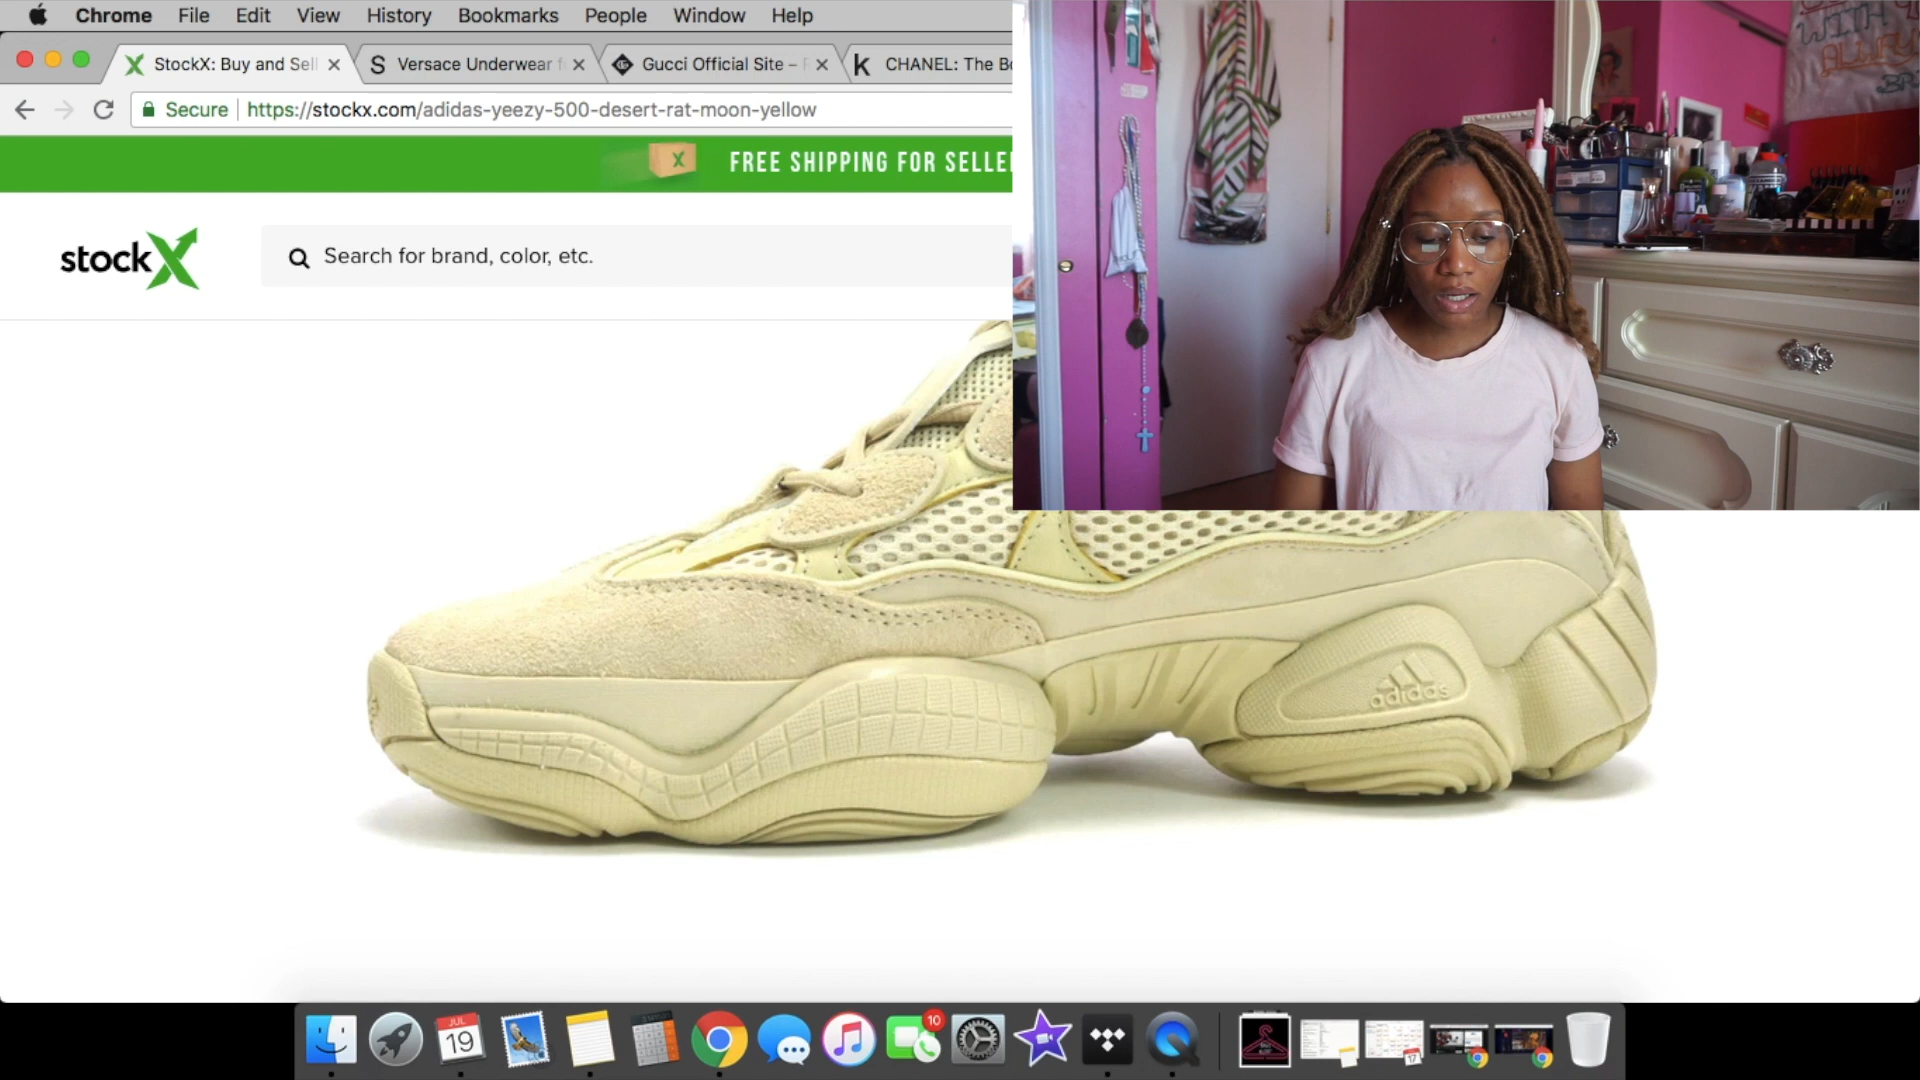 Chrome File Edit View History Bookmarks People Window Help
StockX: Buy and Sell
Versace Underwear f
Gucci Official Site –
CHANEL: The Bo
Secure https://stockx.com/adidas-yeezy-500-desert-rat-moon-yellow
X FREE SHIPPING FOR SELLE
stockX
Search for brand, color, etc.
adidas
JUL
19
10
17